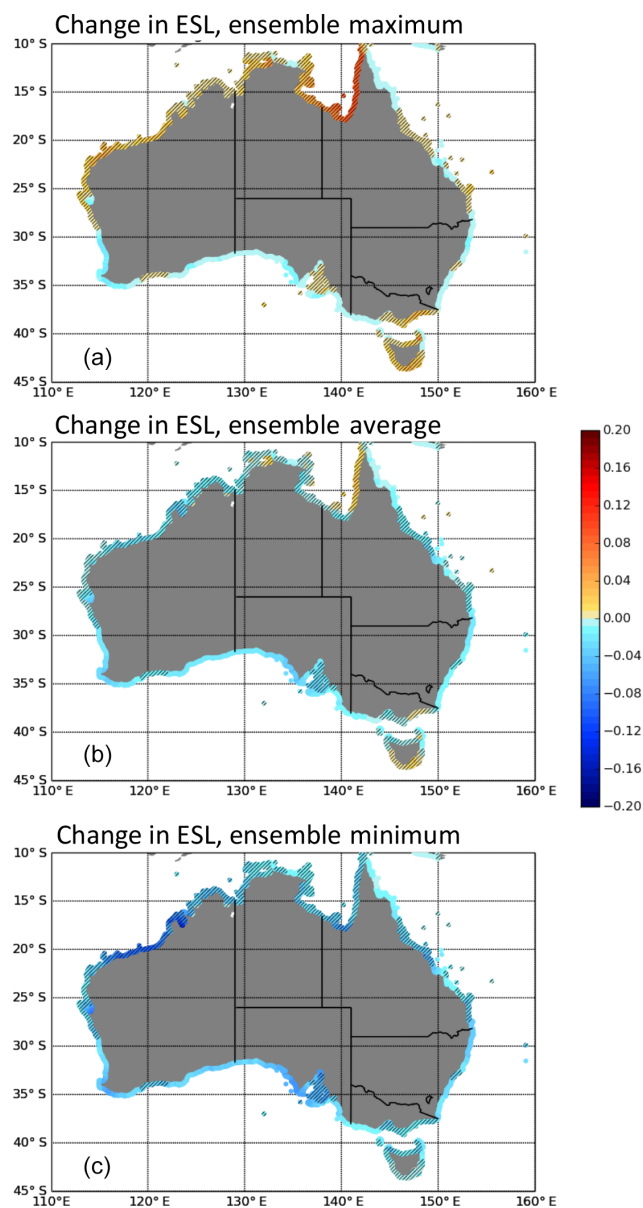 Change in ESL, ensemble maximum
10° S
15° S
20° S
25° S
30° S
35° S
40° S
45° S
(a)
110° E 120° E 130° E 140° E 150° E 160° E
Change in ESL, ensemble average
10° S
15° S
20° S
25° S
30° S
35° S
40° S
45° S
(b)
110° E 120° E 130° E 140° E 150° E 160° E
0.20
0.16
0.12
0.08
0.04
0.00
−0.04
−0.08
−0.12
−0.16
−0.20
Change in ESL, ensemble minimum
10° S
15° S
20° S
25° S
30° S
35° S
40° S
45° S
(c)
110° E 120° E 130° E 140° E 150° E 160° E